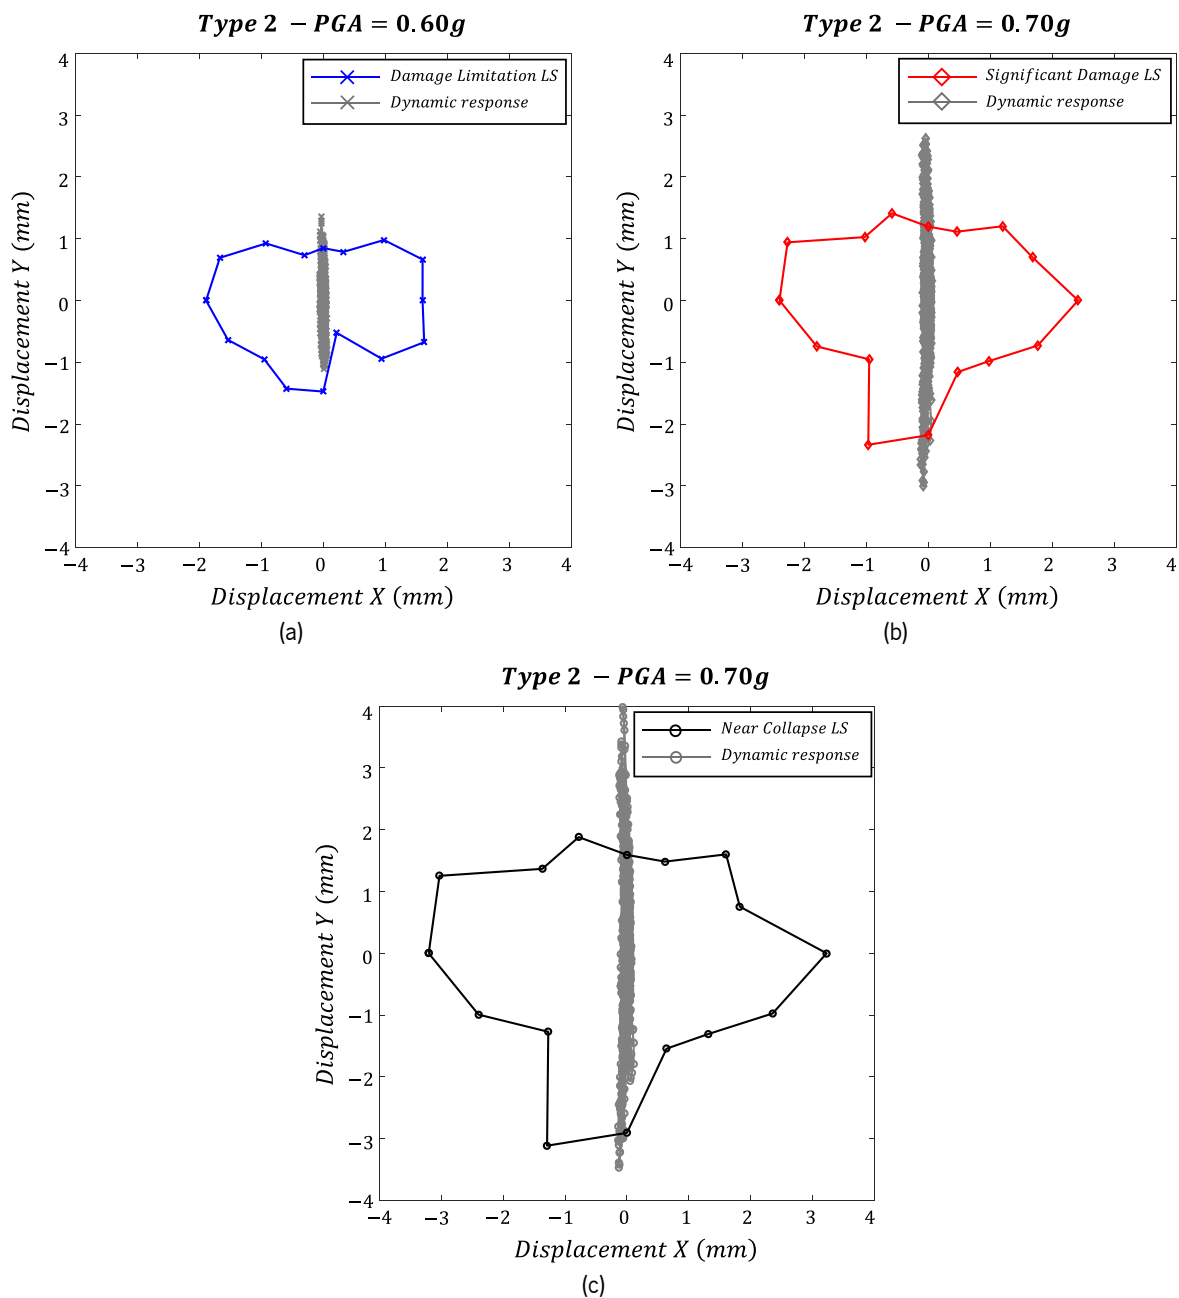 Type 2 − PGA = 0.60g
Damage Limitation LS
Dynamic response
Displacement Y (mm)
4
3
2
1
0
−1
−2
−3
−4
−4 −3 −2 −1 0 1 2 3 4
Displacement X (mm)
(a)
Type 2 − PGA = 0.70g
Significant Damage LS
Dynamic response
Displacement Y (mm)
4
3
2
1
0
−1
−2
−3
−4
−4 −3 −2 −1 0 1 2 3 4
Displacement X (mm)
(b)
Type 2 − PGA = 0.70g
Near Collapse LS
Dynamic response
Displacement Y (mm)
4
3
2
1
0
−1
−2
−3
−4
−4 −3 −2 −1 0 1 2 3 4
Displacement X (mm)
(c)